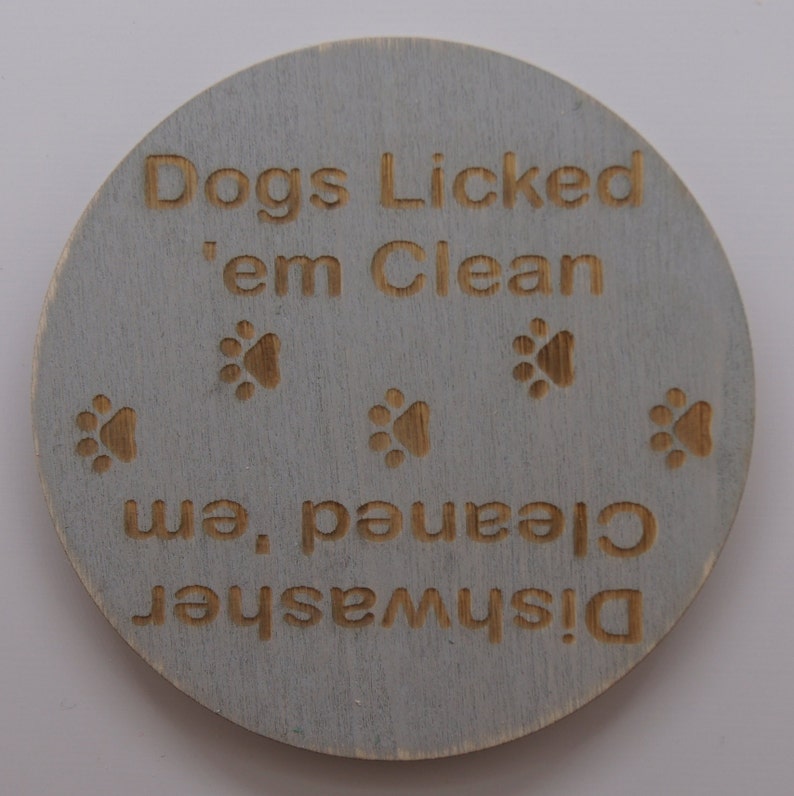 Dogs Licked
'em Clean
Dishwasher
Cleaned 'em